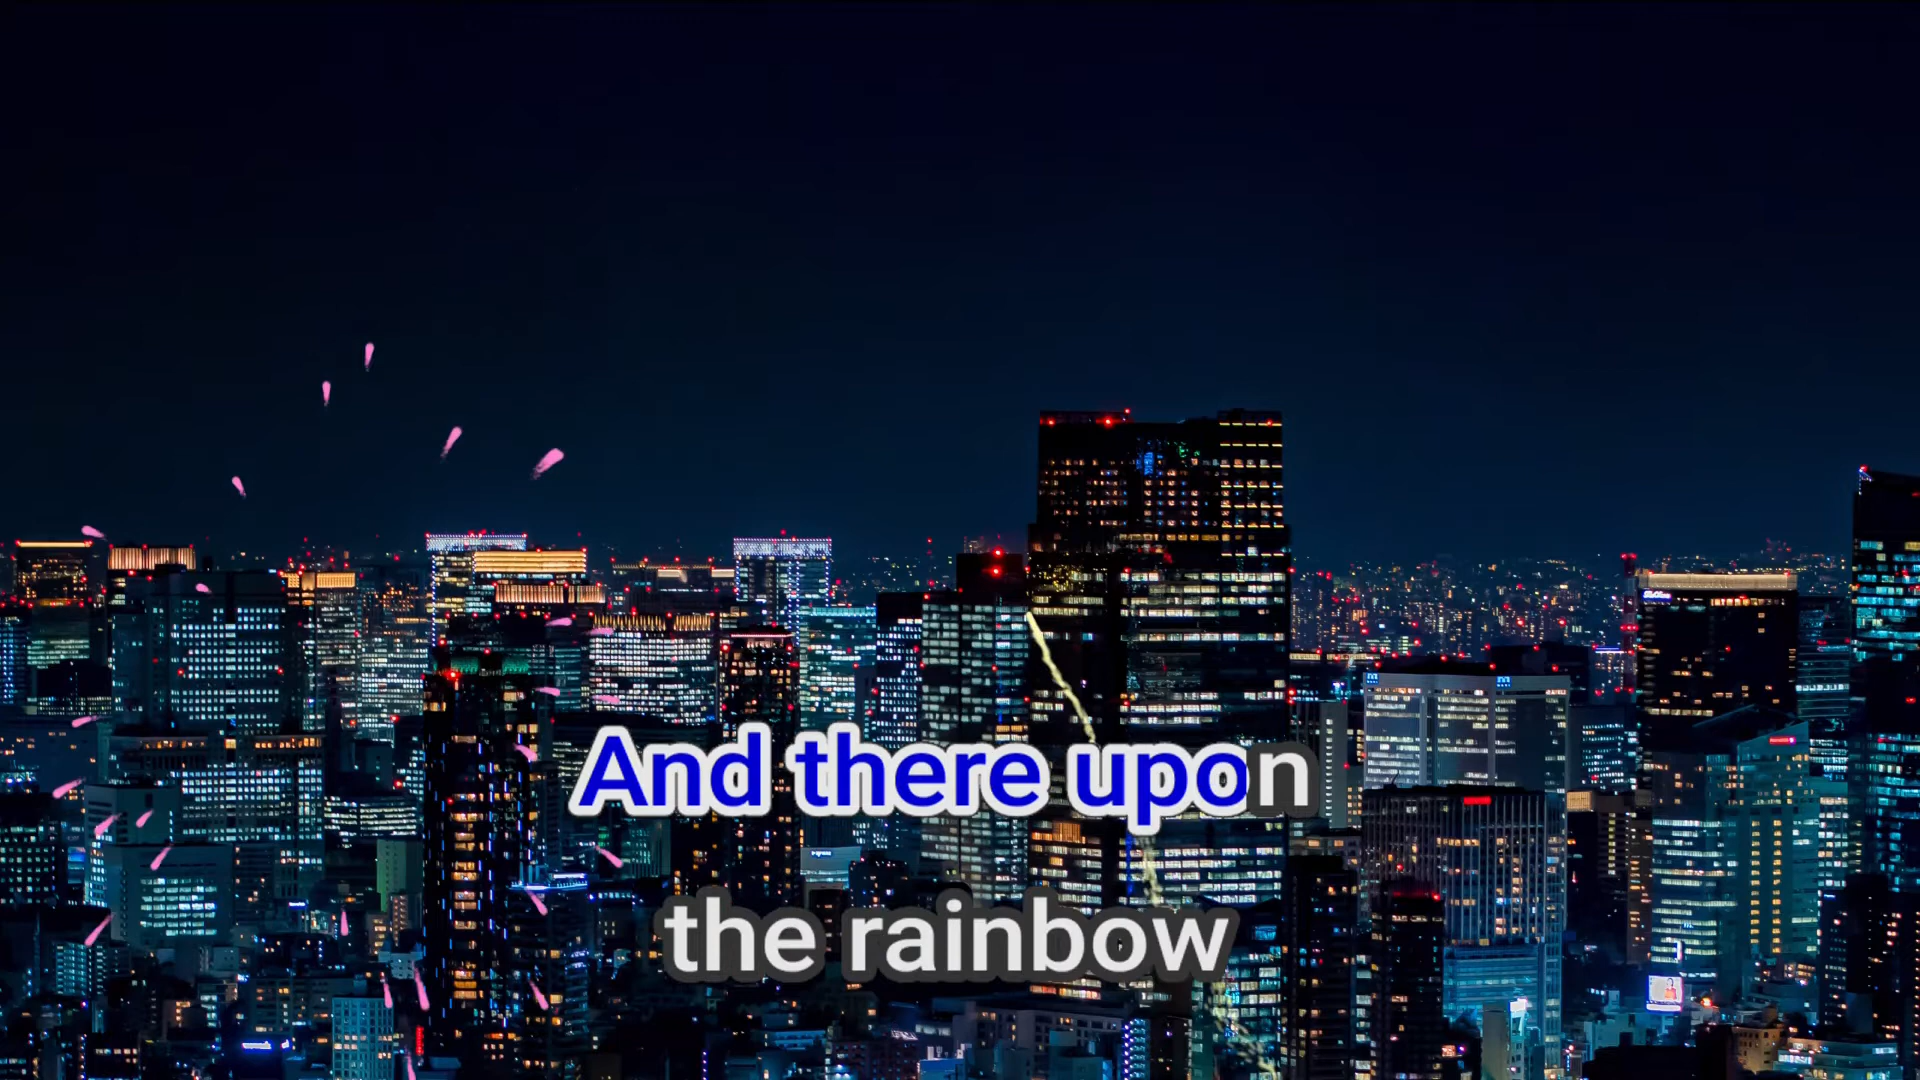 And there upon
the rainbow